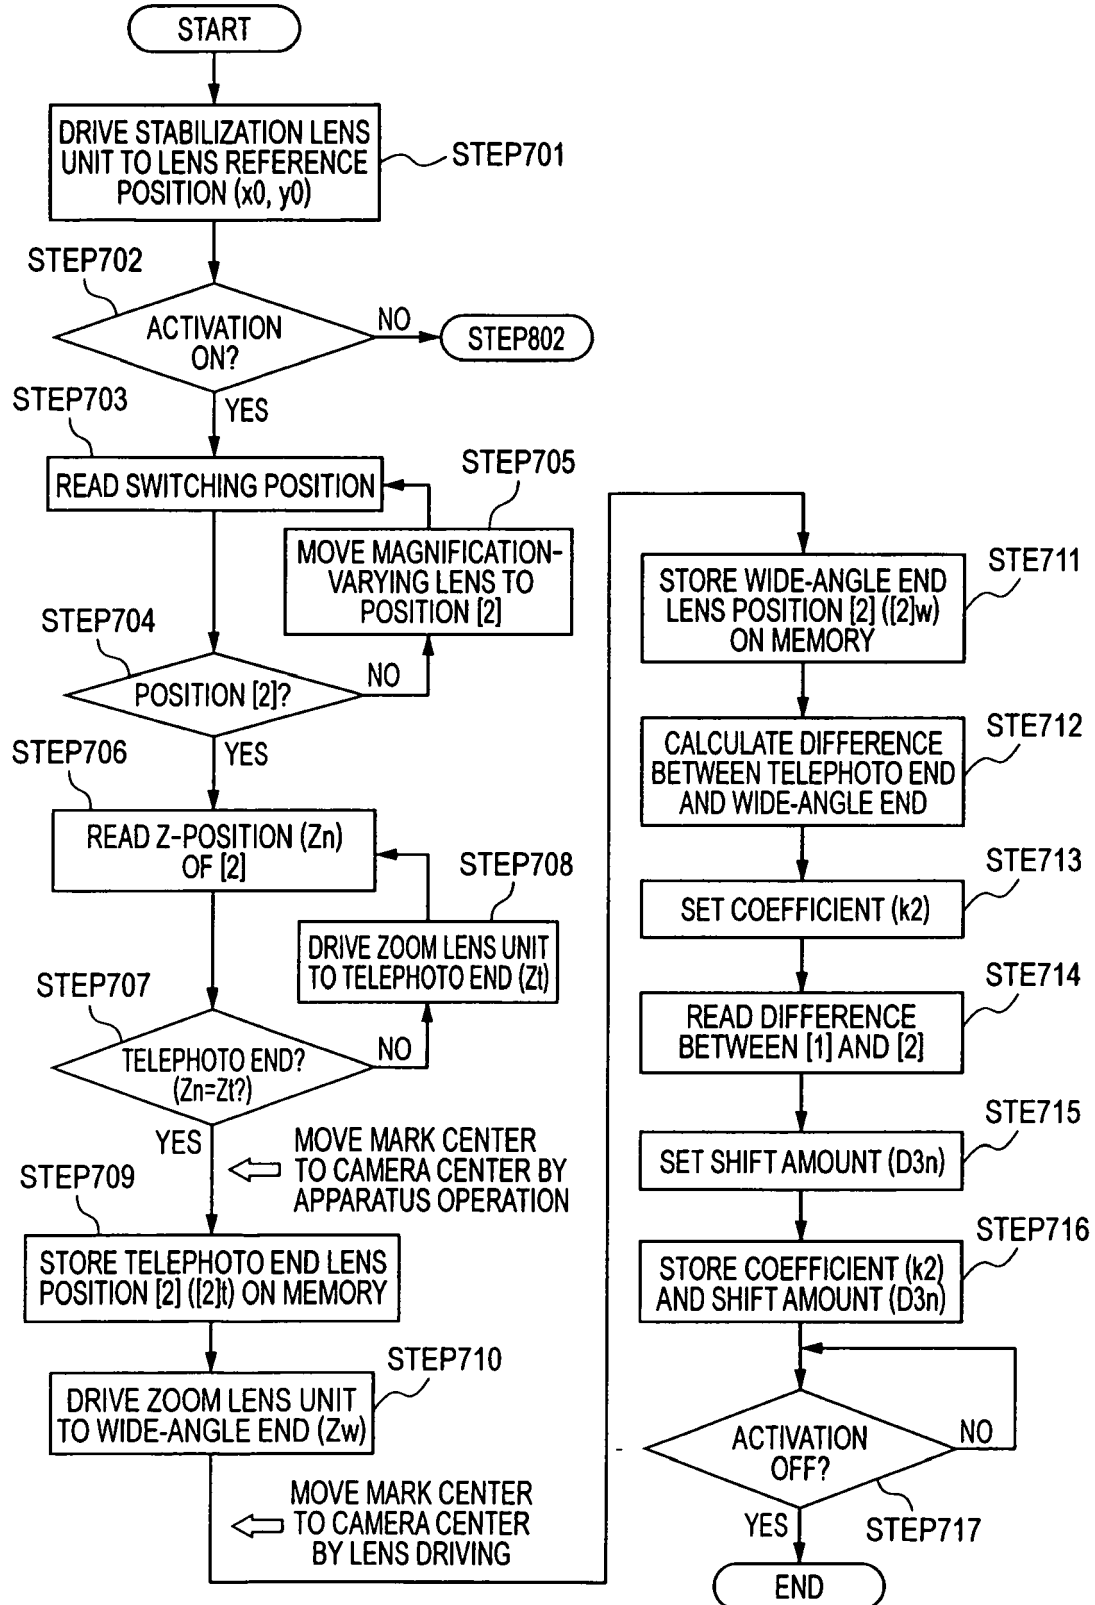 START
DRIVE STABILIZATION LENS
UNIT TO LENS REFERENCE
POSITION (x0, y0)
STEP701
STEP702
ACTIVATION
ON?
NO
STEP802
YES
STEP703
READ SWITCHING POSITION
STEP705
MOVE MAGNIFICATION-
VARYING LENS TO
POSITION [2]
STEP704
POSITION [2]?
NO
YES
STEP706
READ Z-POSITION (Zn)
OF [2]
STEP708
DRIVE ZOOM LENS UNIT
TO TELEPHOTO END (Zt)
STEP707
TELEPHOTO END?
(Zn=Zt?)
NO
YES
MOVE MARK CENTER
TO CAMERA CENTER BY
APPARATUS OPERATION
STEP709
STORE TELEPHOTO END LENS
POSITION [2] ([2]t) ON MEMORY
STEP710
DRIVE ZOOM LENS UNIT
TO WIDE-ANGLE END (Zw)
MOVE MARK CENTER
TO CAMERA CENTER
BY LENS DRIVING
STE711
STORE WIDE-ANGLE END
LENS POSITION [2] ([2]w)
ON MEMORY
STE712
CALCULATE DIFFERENCE
BETWEEN TELEPHOTO END
AND WIDE-ANGLE END
STE713
SET COEFFICIENT (k2)
STE714
READ DIFFERENCE
BETWEEN [1] AND [2]
STE715
SET SHIFT AMOUNT (D3n)
STEP716
STORE COEFFICIENT (k2)
AND SHIFT AMOUNT (D3n)
ACTIVATION
OFF?
NO
STEP717
YES
END